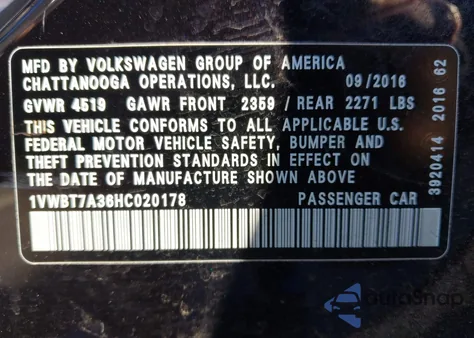 MFD BY VOLKSWAGEN GROUP OF AMERICA
CHATTANOOGA OPERATIONS, LLC. 09/2016
GVWR 4519 GAWR FRONT 2359 / REAR 2271 LBS
THIS VEHICLE CONFORMS TO ALL APPLICABLE U.S.
FEDERAL MOTOR VEHICLE SAFETY, BUMPER AND
THEFT PREVENTION STANDARDS IN EFFECT ON
THE DATE OF MANUFACTURE SHOWN ABOVE
1VWBT7A36HC020178 PASSENGER CAR
3920414 2016 62
AutoSnap